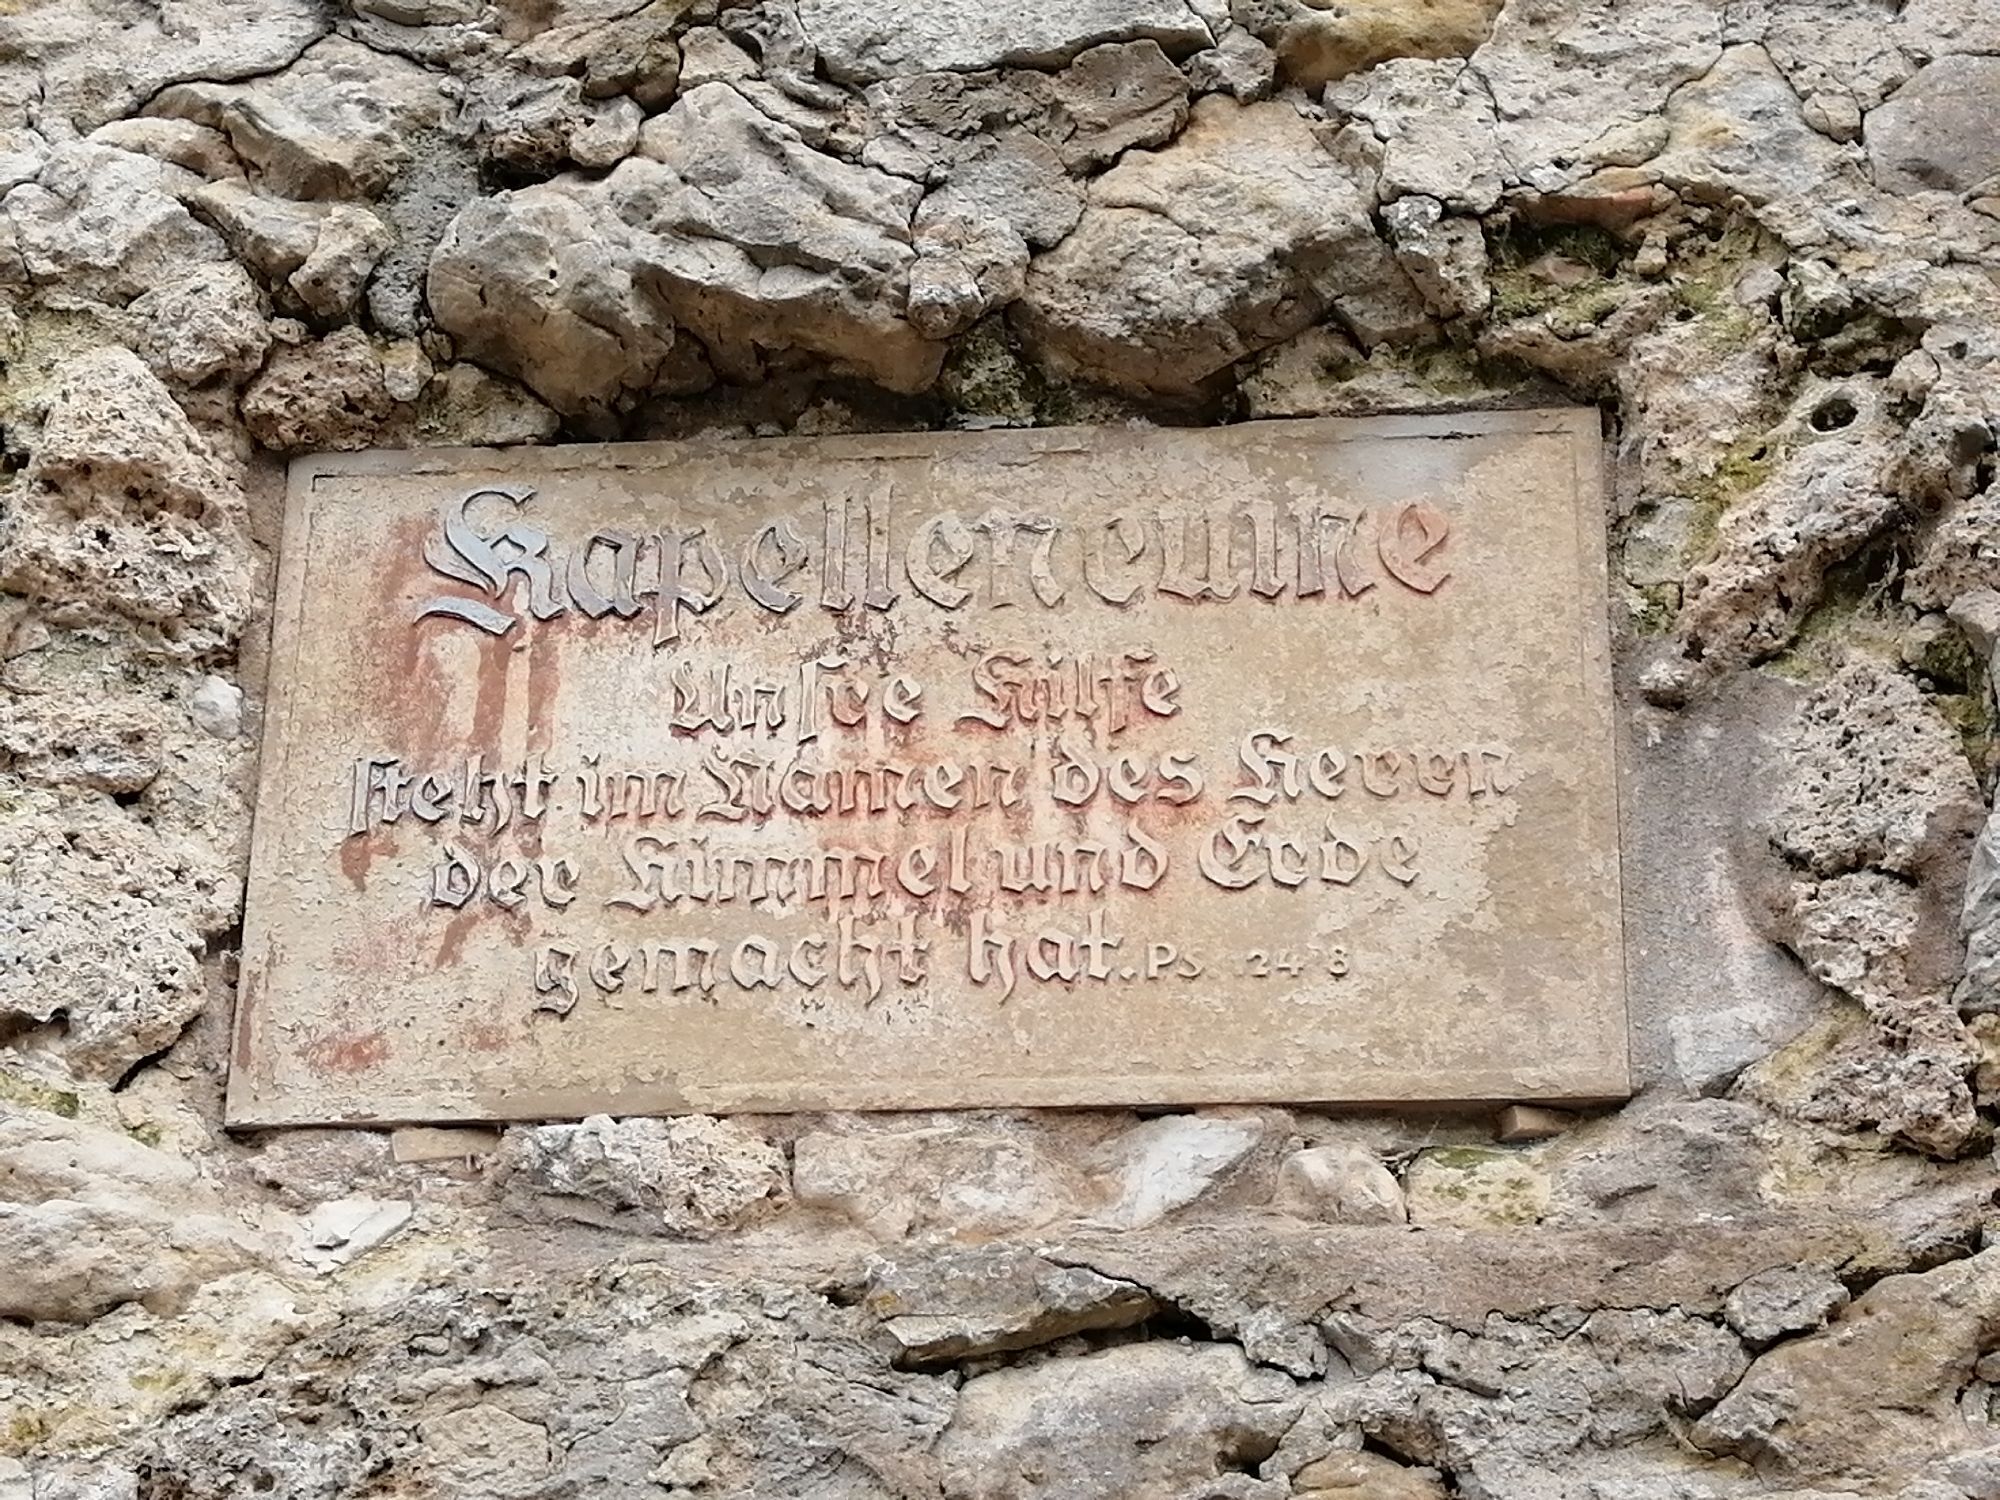 Kapellenruine
Unsere Hilfe
steht im Namen des Herrn
der Himmel und Erde
gemacht hat. PS. 124 8